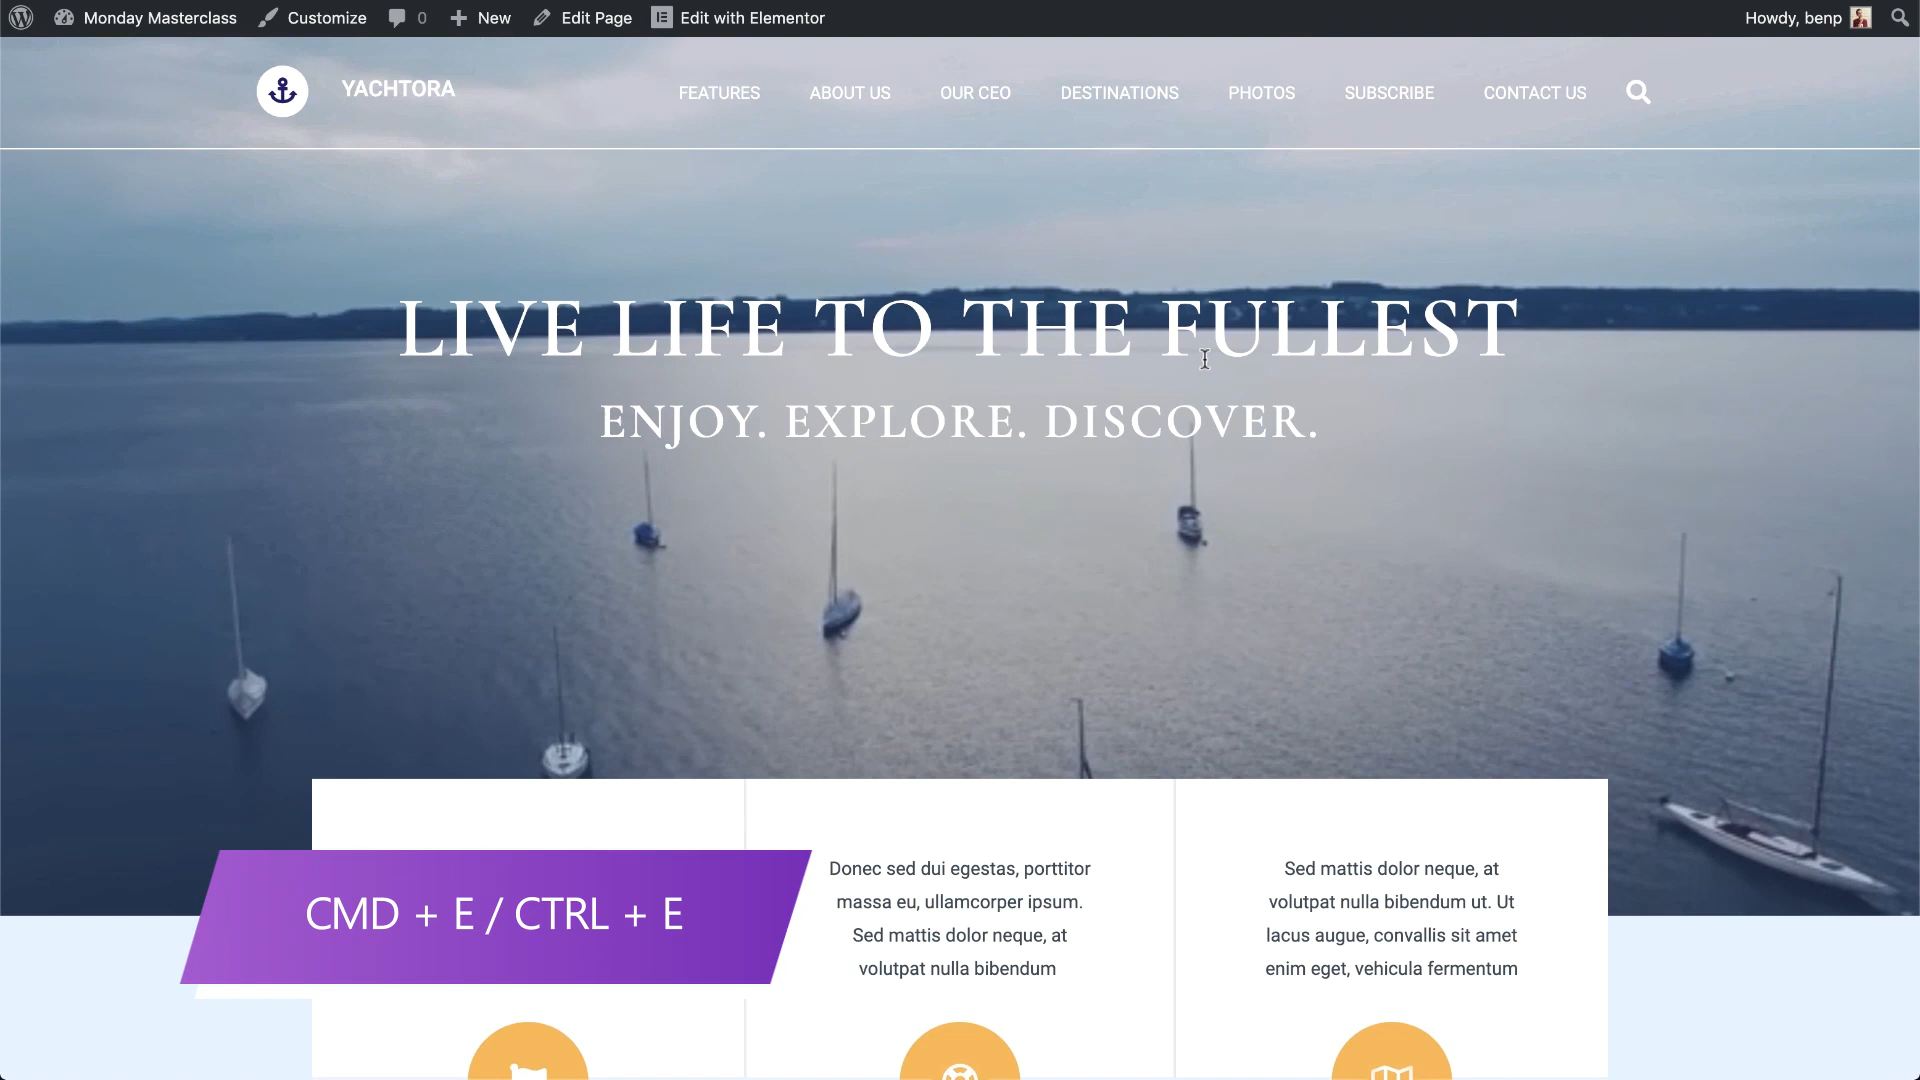 Monday Masterclass
Customize
0
New
Edit Page
Edit with Elementor
Howdy, benp
YACHTORA
FEATURES
ABOUT US
OUR CEO
DESTINATIONS
PHOTOS
SUBSCRIBE
CONTACT US
LIVE LIFE TO THE FULLEST
ENJOY. EXPLORE. DISCOVER.
CMD + E / CTRL + E
Donec sed dui egestas, porttitor
massa eu, ullamcorper ipsum.
Sed mattis dolor neque, at
volutpat nulla bibendum
Sed mattis dolor neque, at
volutpat nulla bibendum ut. Ut
lacus augue, convallis sit amet
enim eget, vehicula fermentum